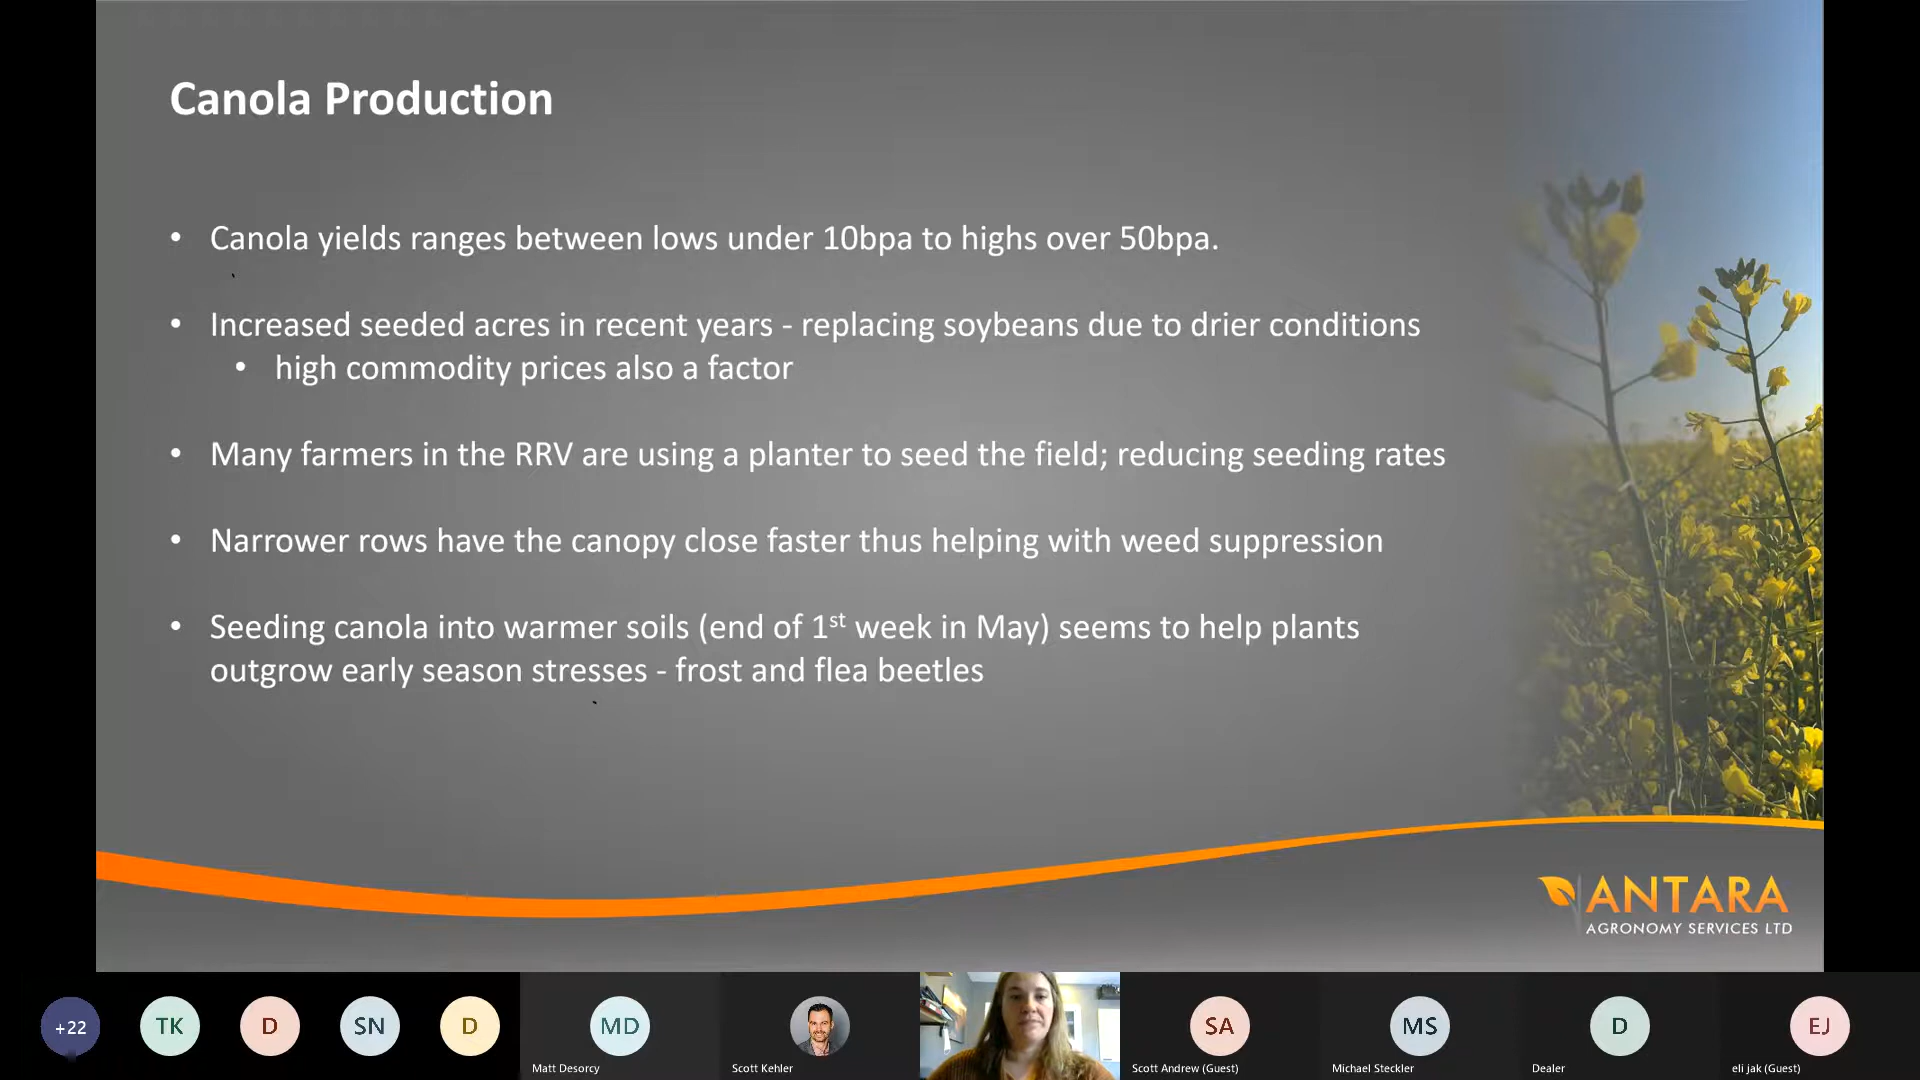 Canola Production
• Canola yields ranges between lows under 10bpa to highs over 50bpa.
• Increased seeded acres in recent years - replacing soybeans due to drier conditions
• high commodity prices also a factor
• Many farmers in the RRV are using a planter to seed the field; reducing seeding rates
• Narrower rows have the canopy close faster thus helping with weed suppression
• Seeding canola into warmer soils (end of 1st week in May) seems to help plants
outgrow early season stresses - frost and flea beetles
ANTARA
AGRONOMY SERVICES LTD
+22
TK
D
SN
D
MD
SA
MS
D
EJ
Matt Desorcy
Scott Kehler
Scott Andrew (Guest)
Michael Steckler
Dealer
eli jak (Guest)